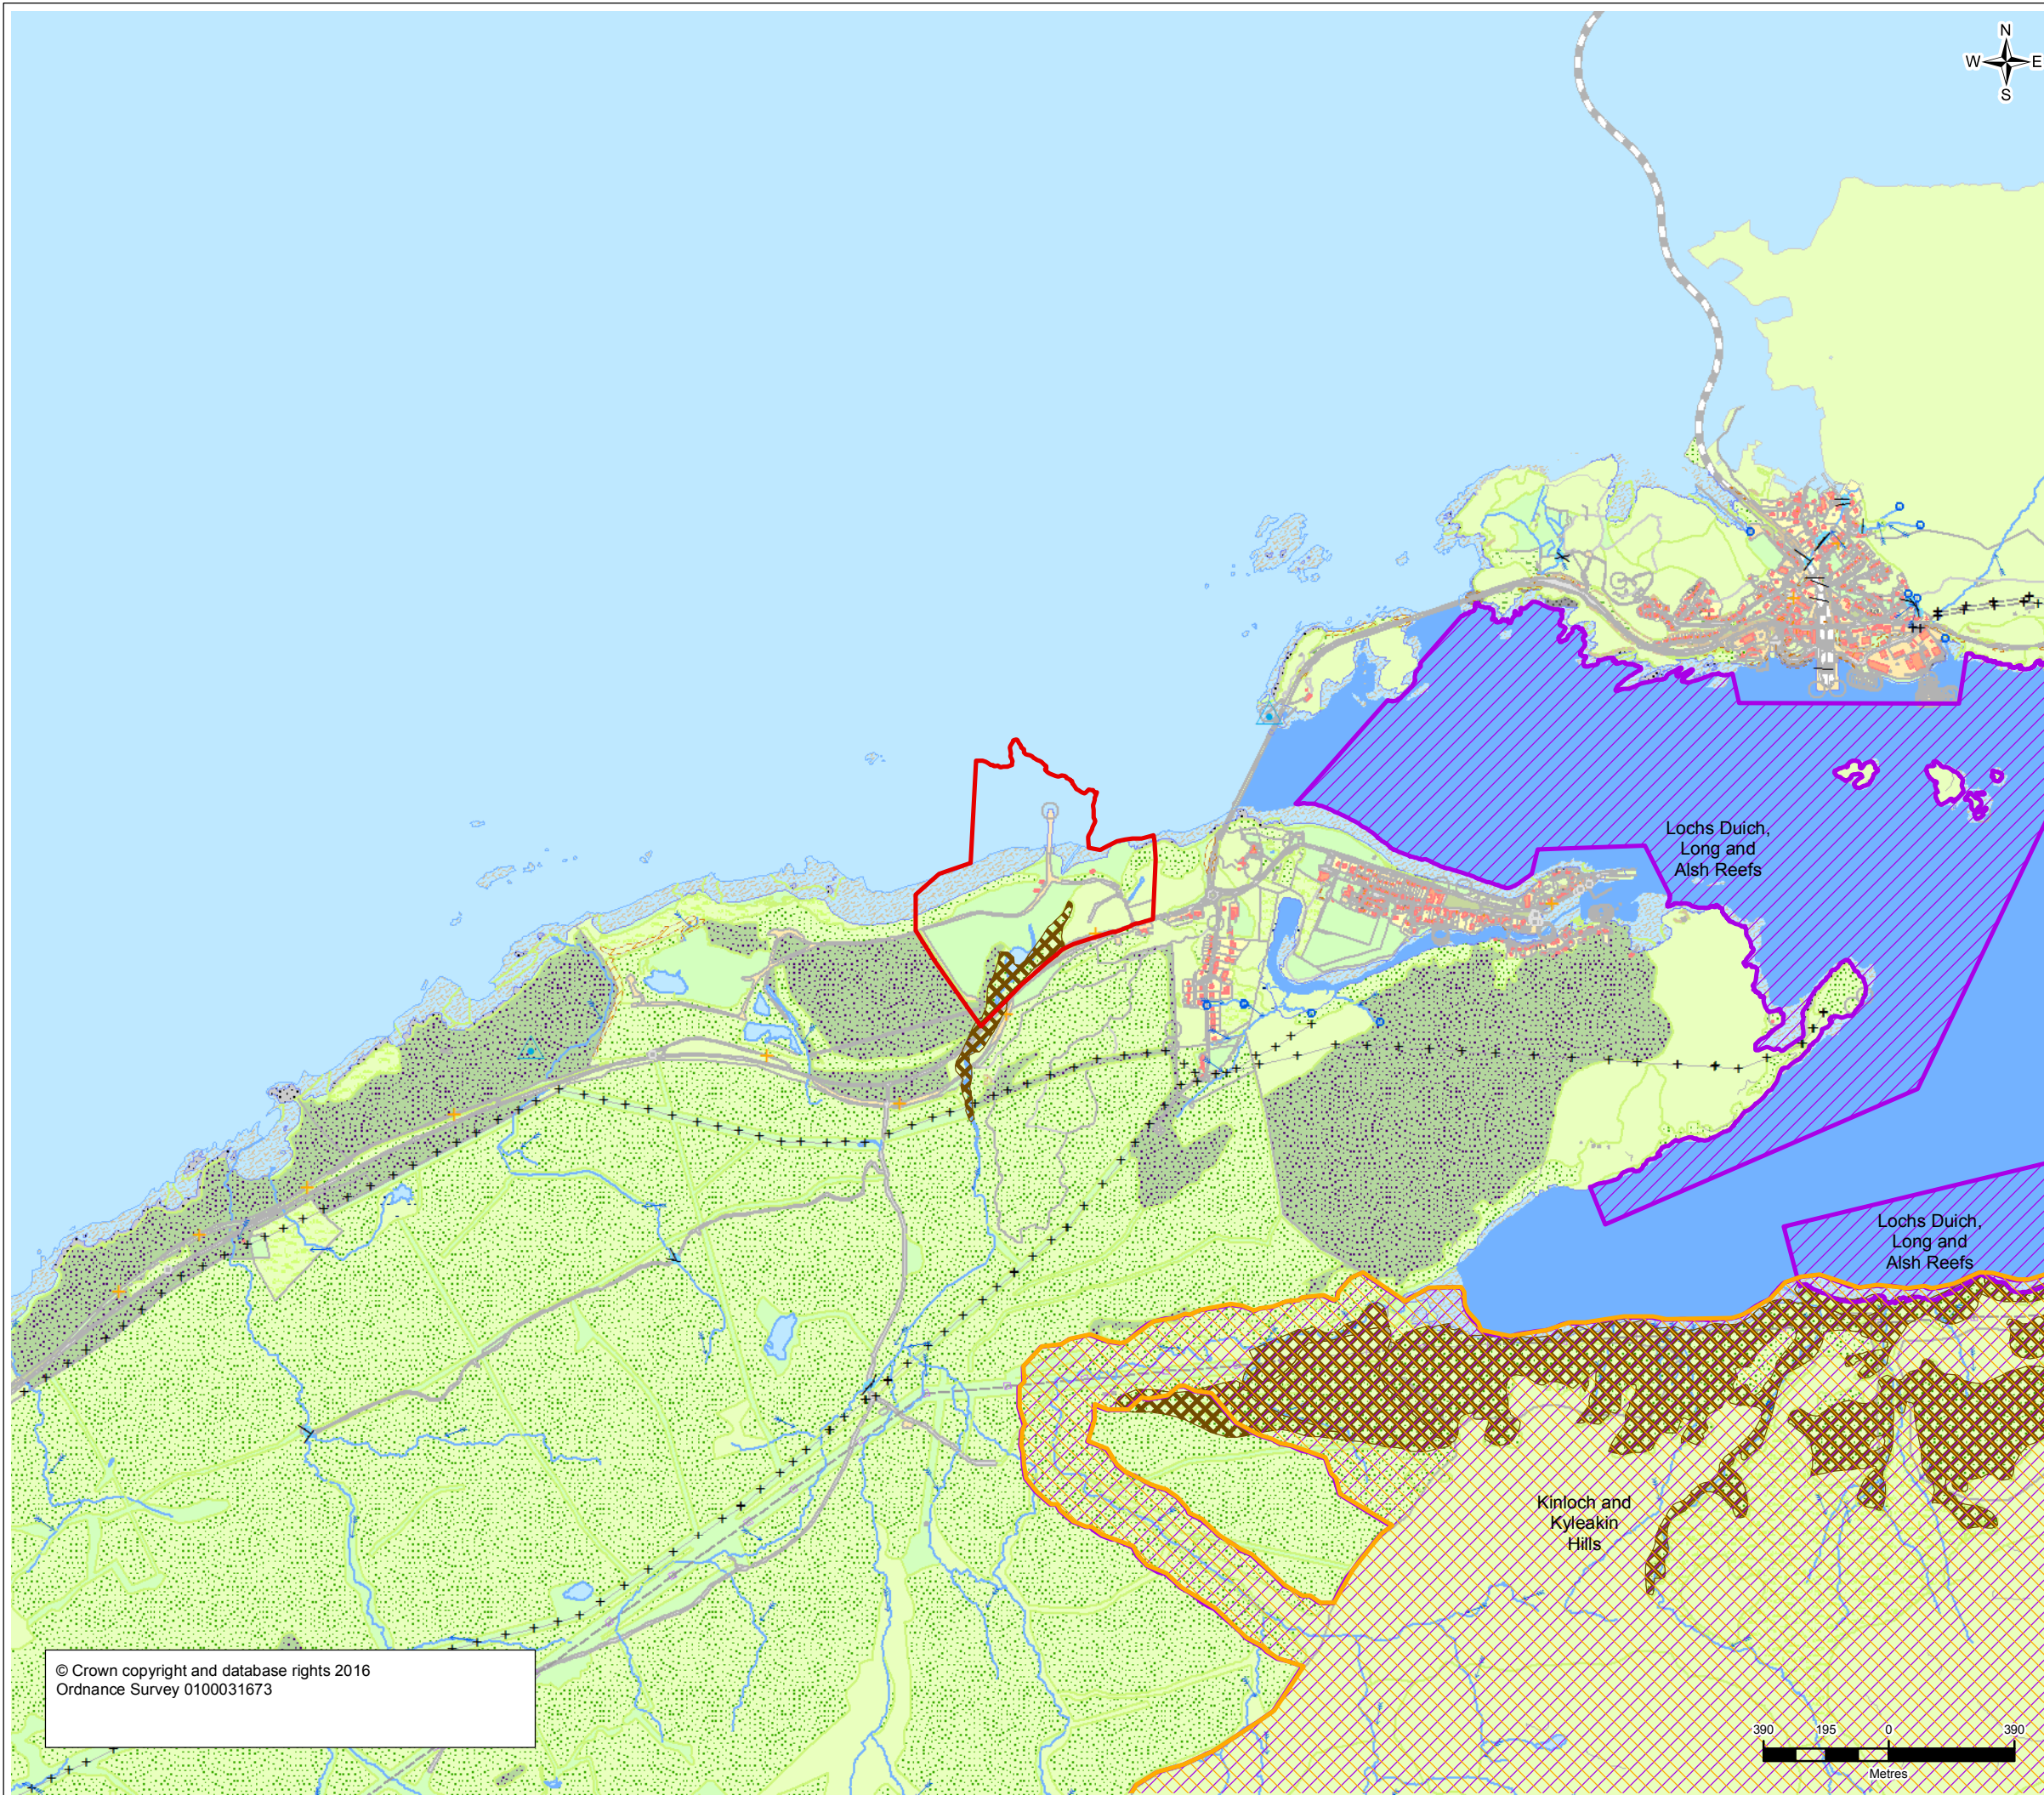 N
W E
S
Lochs Duich,
Long and
Alsh Reefs
Lochs Duich,
Long and
Alsh Reefs
Kinloch and
Kyleakin
Hills
© Crown copyright and database rights 2016
Ordnance Survey 0100031673
390 195 0 390
Metres